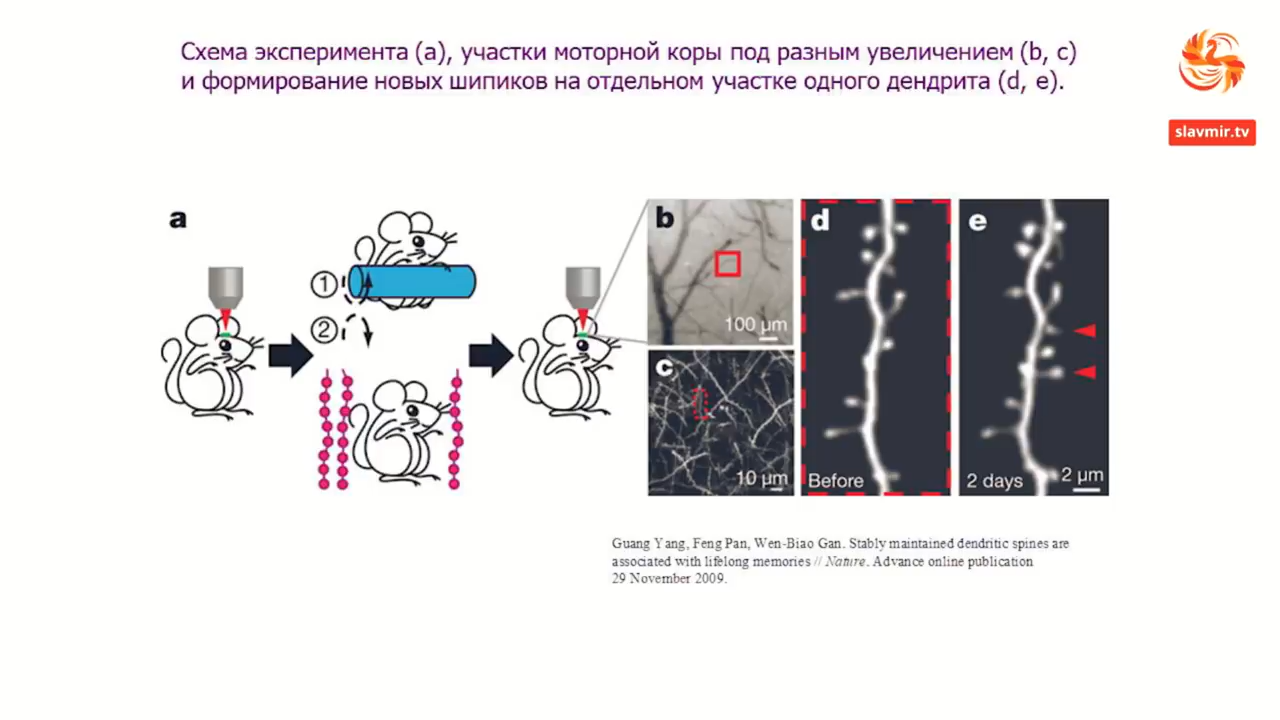 Схема эксперимента (a), участки моторной коры под разным увеличением (b, c)
и формирование новых шипиков на отдельном участке одного дендрита (d, e).
slavmir.tv
a
1
2
b
100 µm
c
10 µm
d
Before
e
2 days
2 µm
Guang Yang, Feng Pan, Wen-Biao Gan. Stably maintained dendritic spines are
associated with lifelong memories // Nature. Advance online publication
29 November 2009.